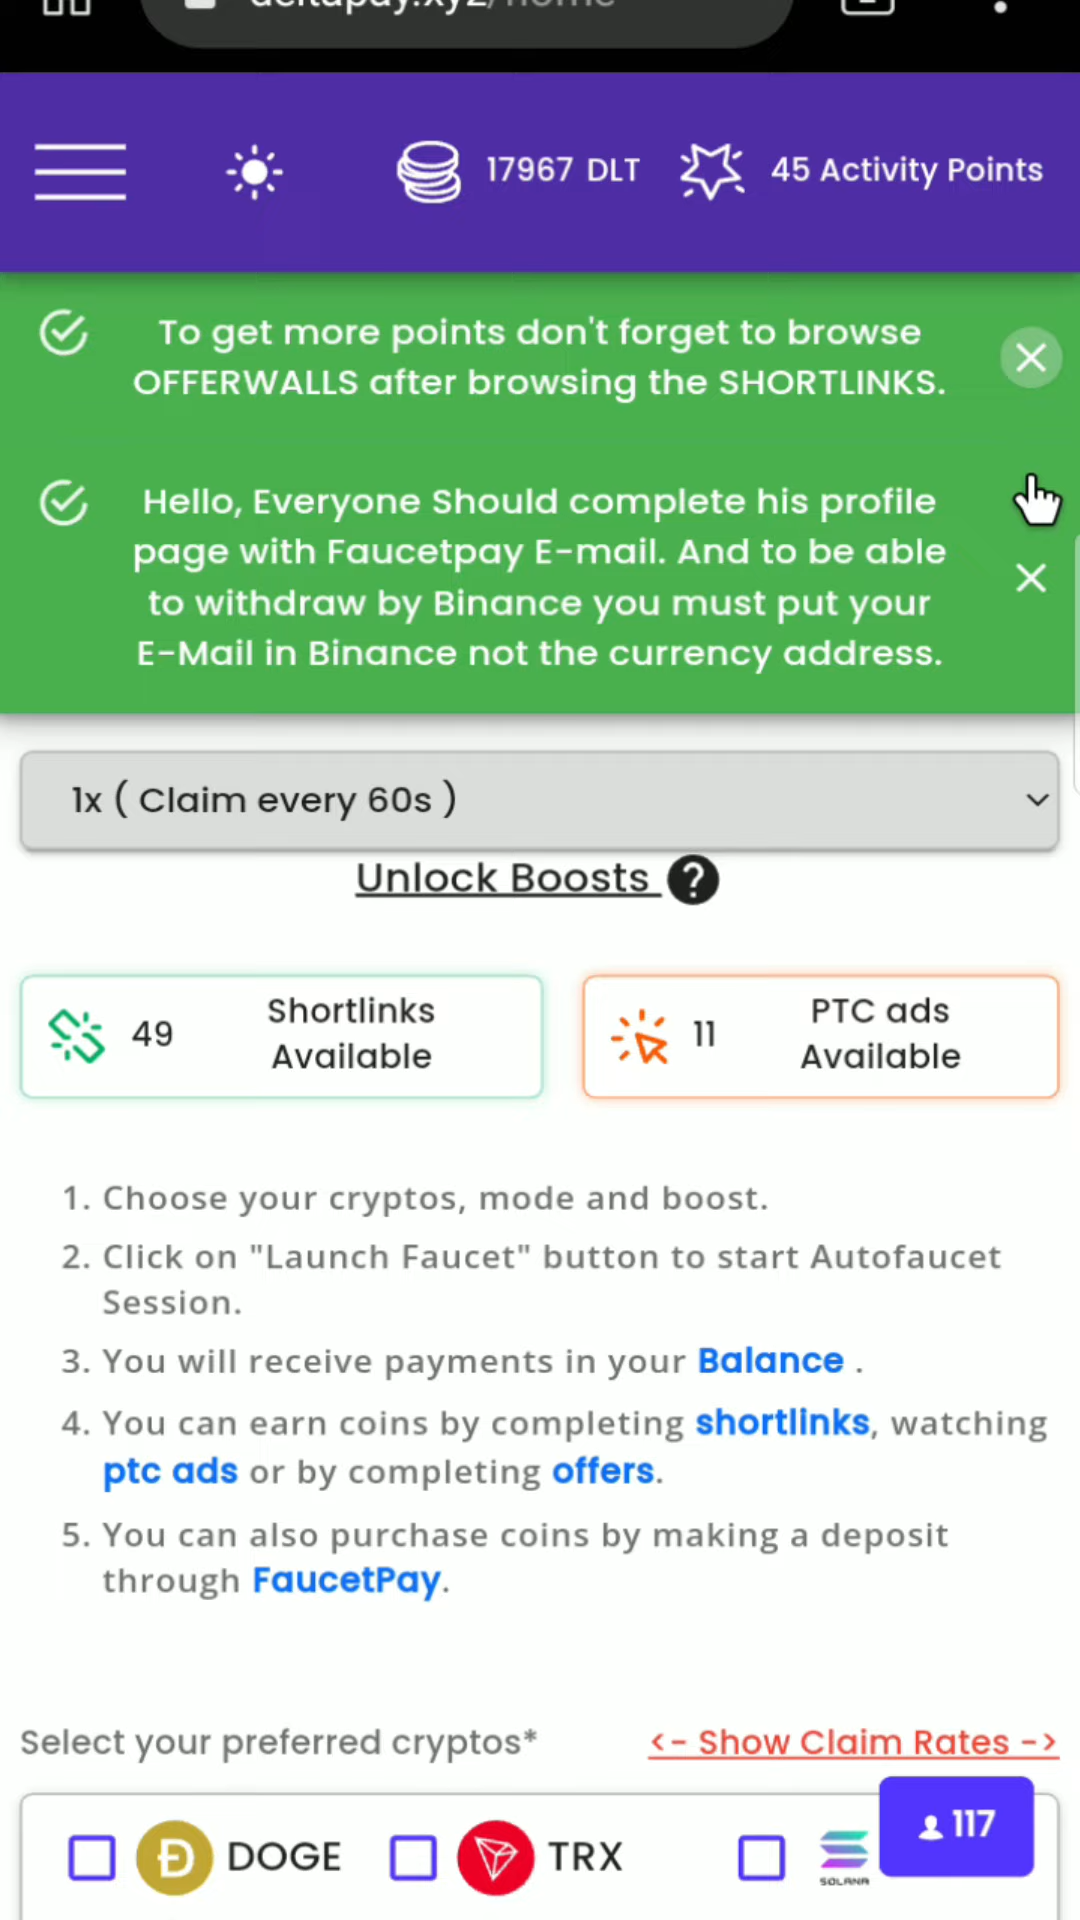 deltapay.xyz/home
17967 DLT
45 Activity Points
To get more points don't forget to browse
OFFERWALLS after browsing the SHORTLINKS.
Hello, Everyone Should complete his profile
page with Faucetpay E-mail. And to be able
to withdraw by Binance you must put your
E-Mail in Binance not the currency address.
1x ( Claim every 60s )
Unlock Boosts ?
49 Shortlinks
Available
11 PTC ads
Available
1. Choose your cryptos, mode and boost.
2. Click on "Launch Faucet" button to start Autofaucet
Session.
3. You will receive payments in your Balance .
4. You can earn coins by completing shortlinks, watching
ptc ads or by completing offers.
5. You can also purchase coins by making a deposit
through FaucetPay.
Select your preferred cryptos*
<- Show Claim Rates ->
DOGE
TRX
SOLANA
117